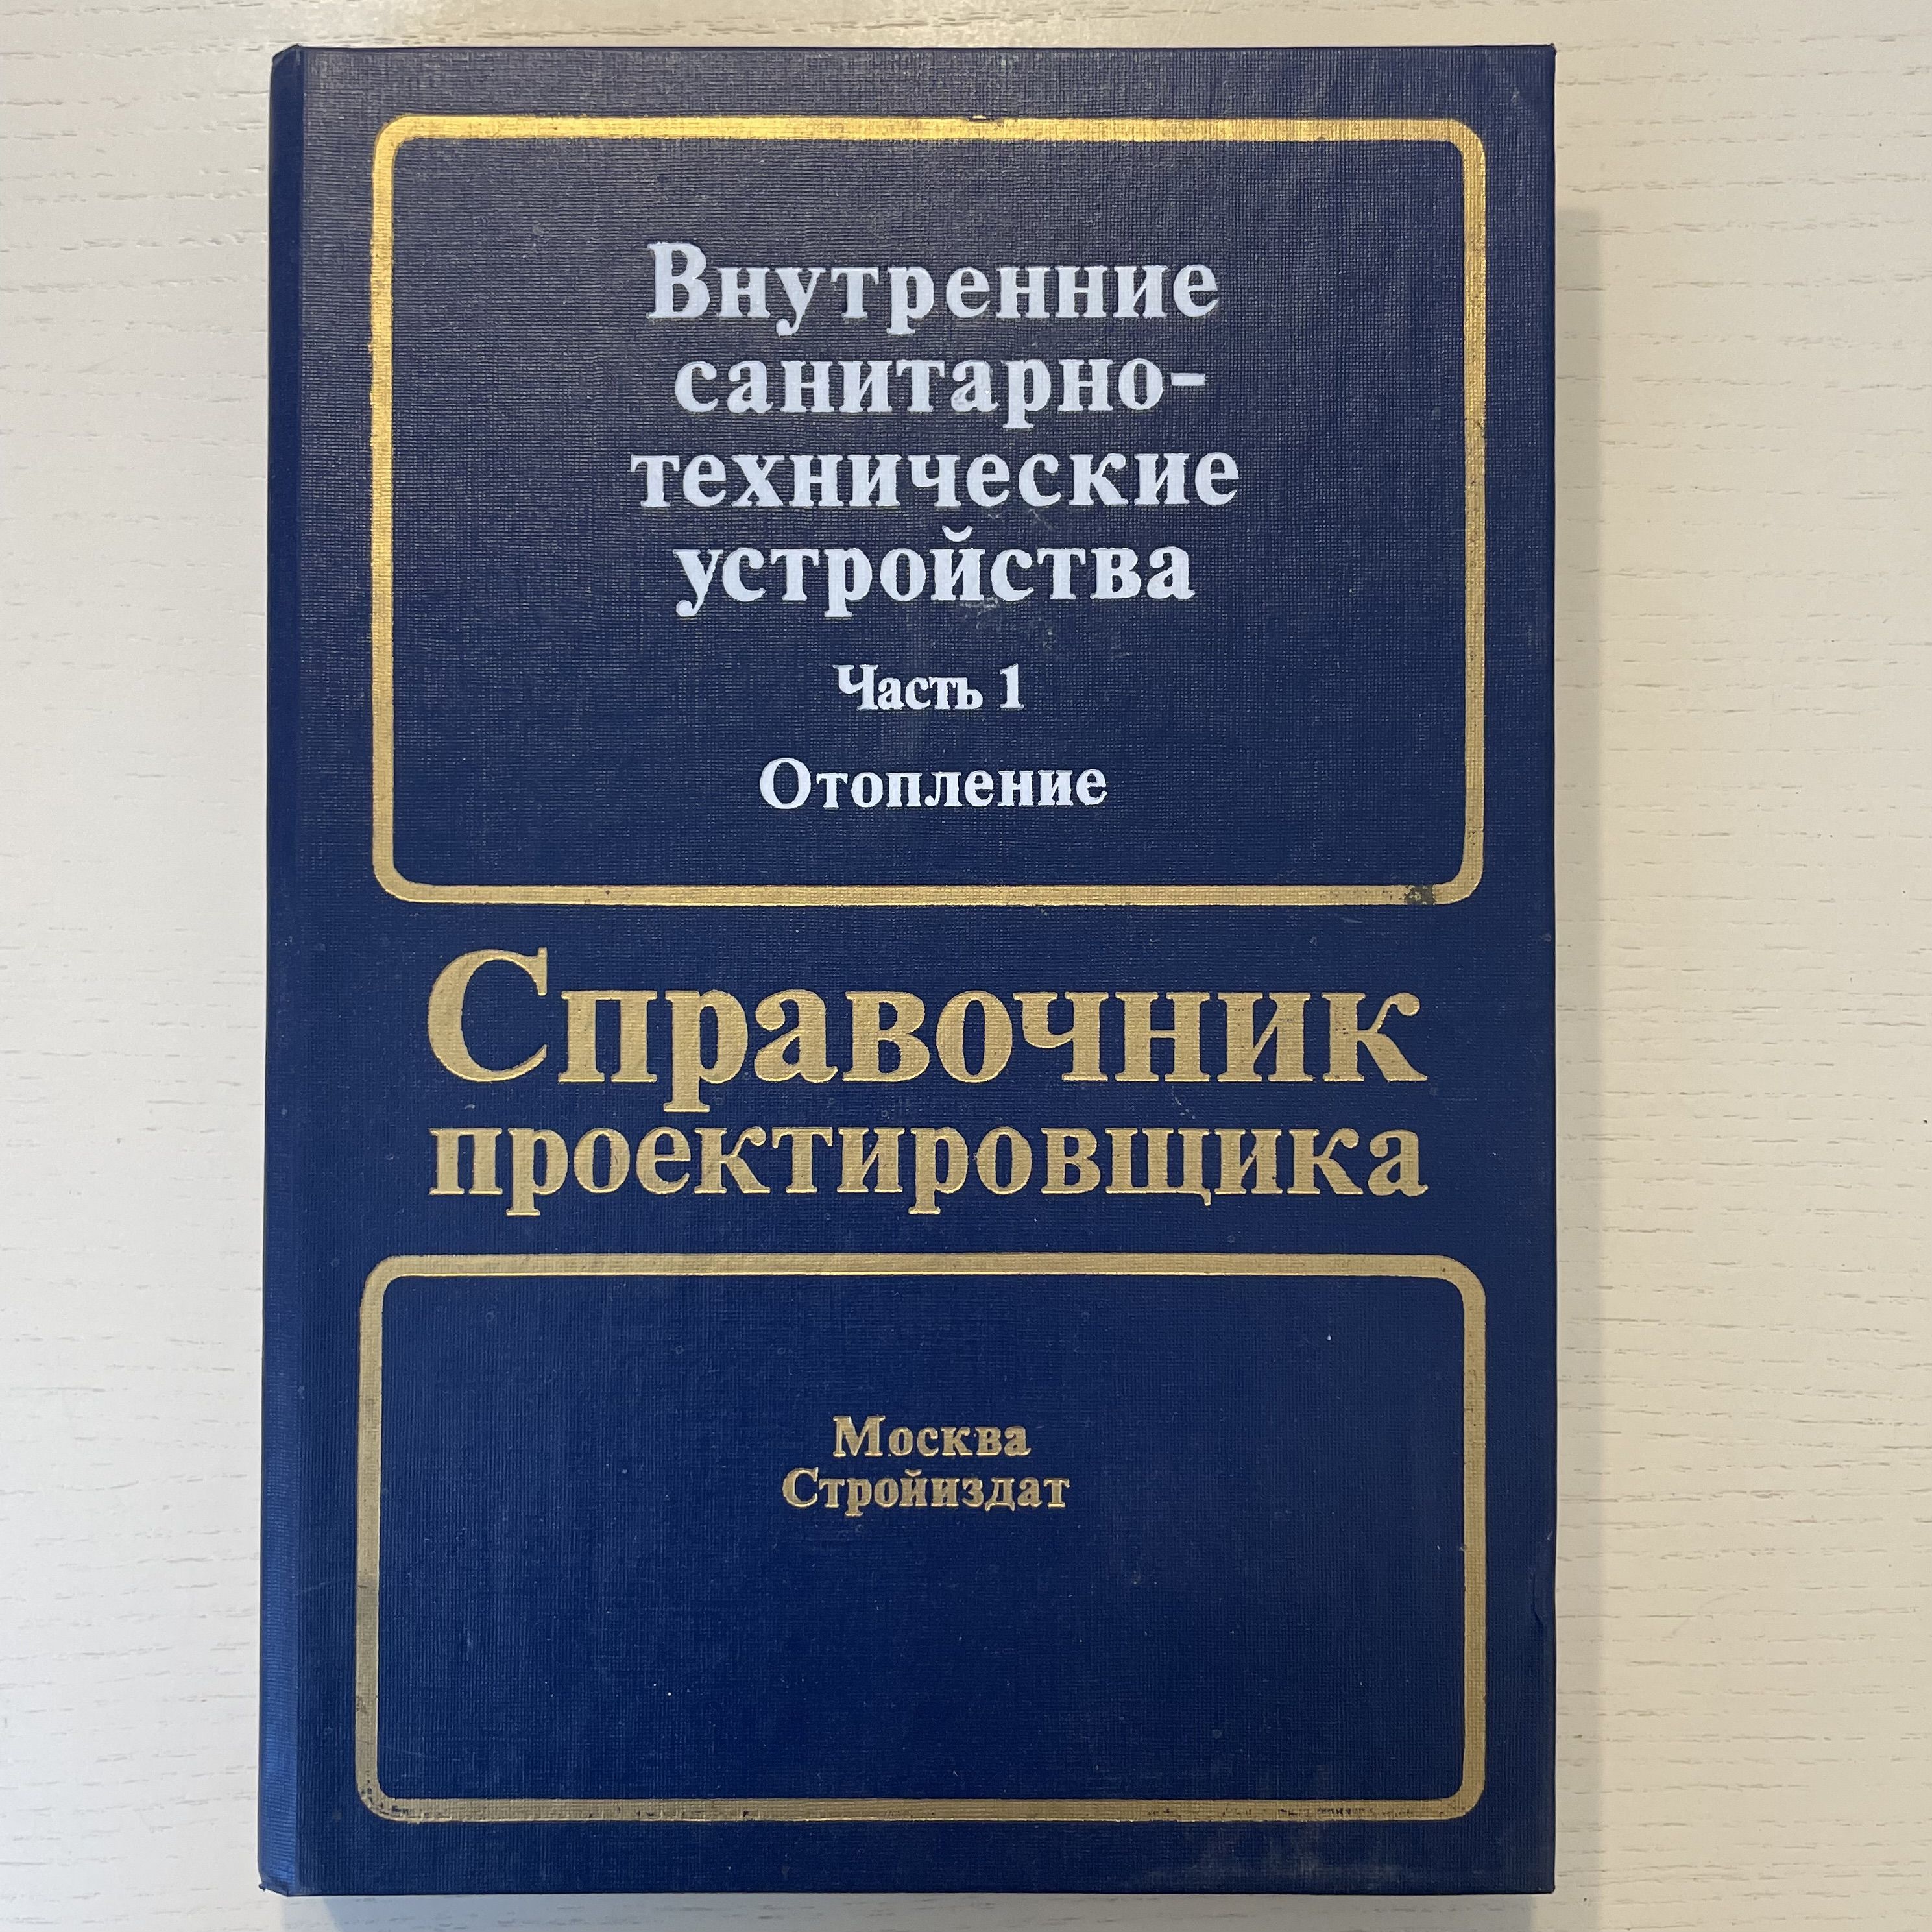 Внутренние
санитарно-
технические
устройства
Часть 1
Отопление
Справочник
проектировщика
Москва
Стройиздат